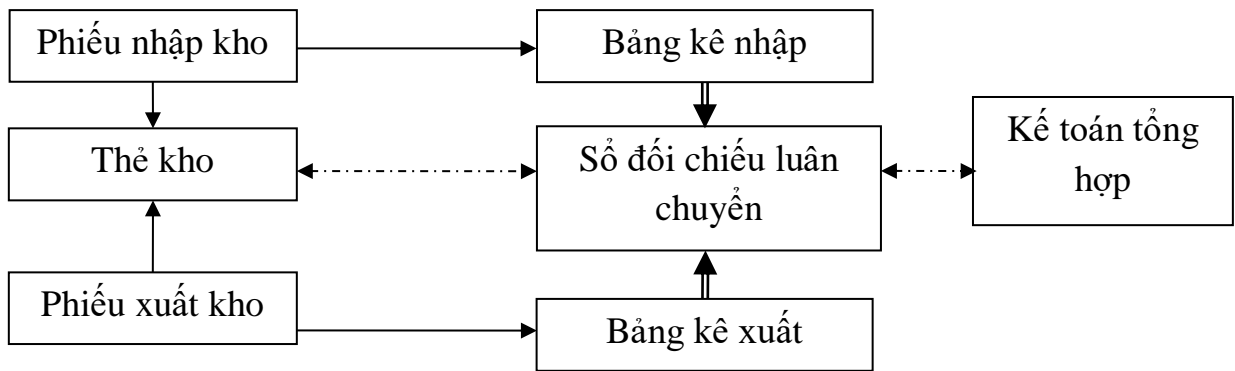 Phiếu nhập kho
Bảng kê nhập
Thẻ kho
Sổ đối chiếu luân
chuyển
Kế toán tổng
hợp
Phiếu xuất kho
Bảng kê xuất